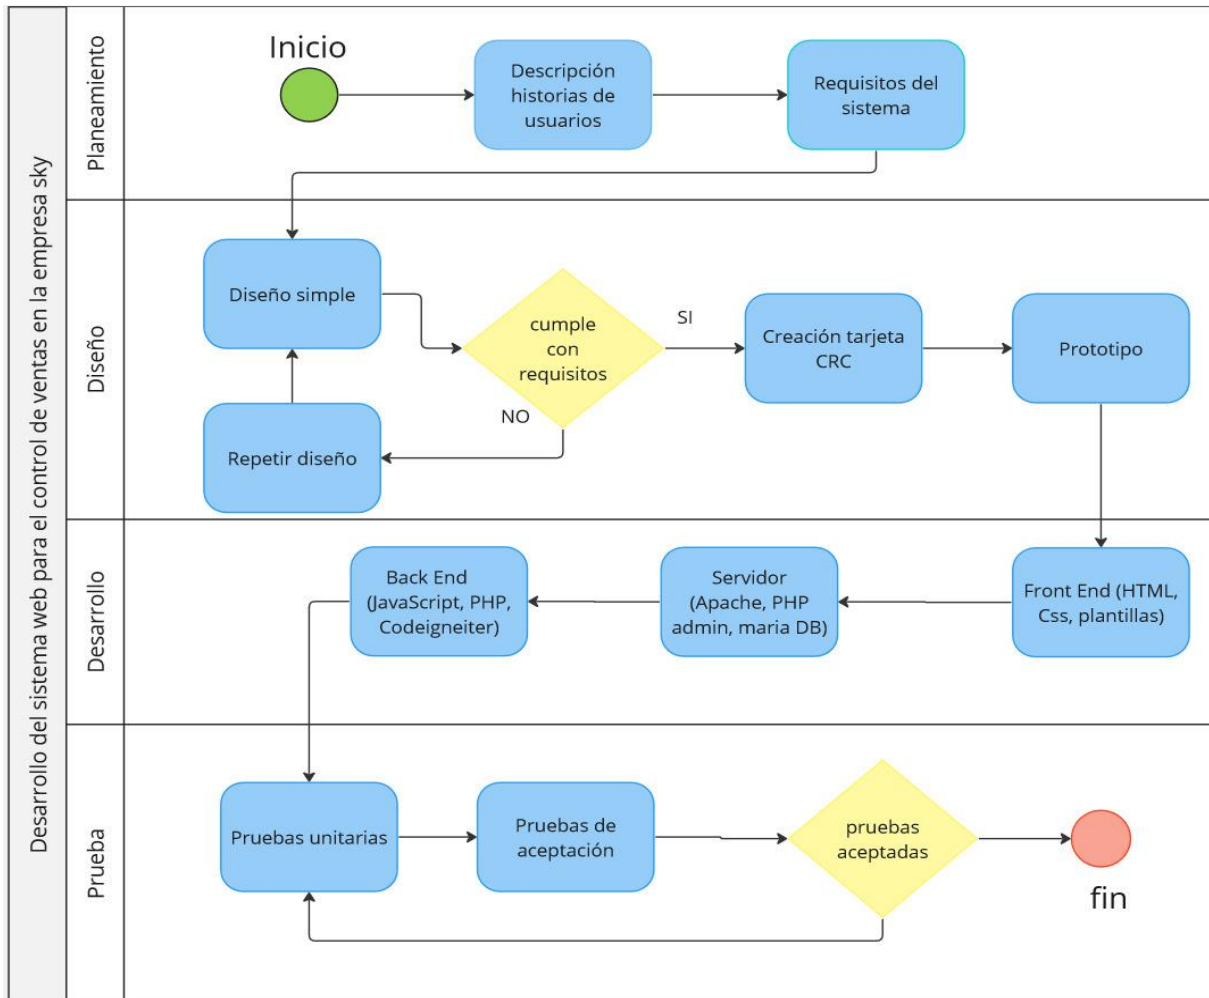 Desarrollo del sistema web para el control de ventas en la empresa sky
Planeamiento
Inicio
Descripción
historias de
usuarios
Requisitos del
sistema
Diseño
Diseño simple
cumple
con
requisitos
SI
NO
Creación tarjeta
CRC
Prototipo
Repetir diseño
Desarrollo
Back End
(JavaScript, PHP,
Codeigneiter)
Servidor
(Apache, PHP
admin, maria DB)
Front End (HTML,
Css, plantillas)
Prueba
Pruebas unitarias
Pruebas de
aceptación
pruebas
aceptadas
fin